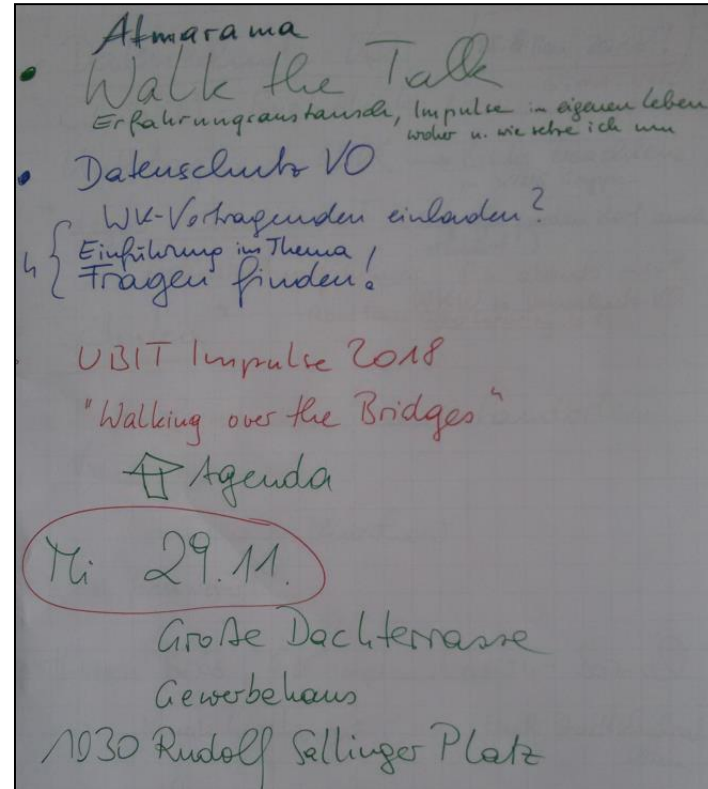 Atmarama
• Walk the Talk
Erfahrungsaustausch, Impulse im eigenen Leben
woher u. wie setze ich um
• Datenschutz VO
WK-Vortragenden einladen?
Einführung ins Thema
Fragen finden!
UBIT Impulse 2018
"Walking over the Bridges"
Agenda
Mi 29.11.
Große Dachterrasse
Gewerbehaus
1030 Rudolf Sallinger Platz